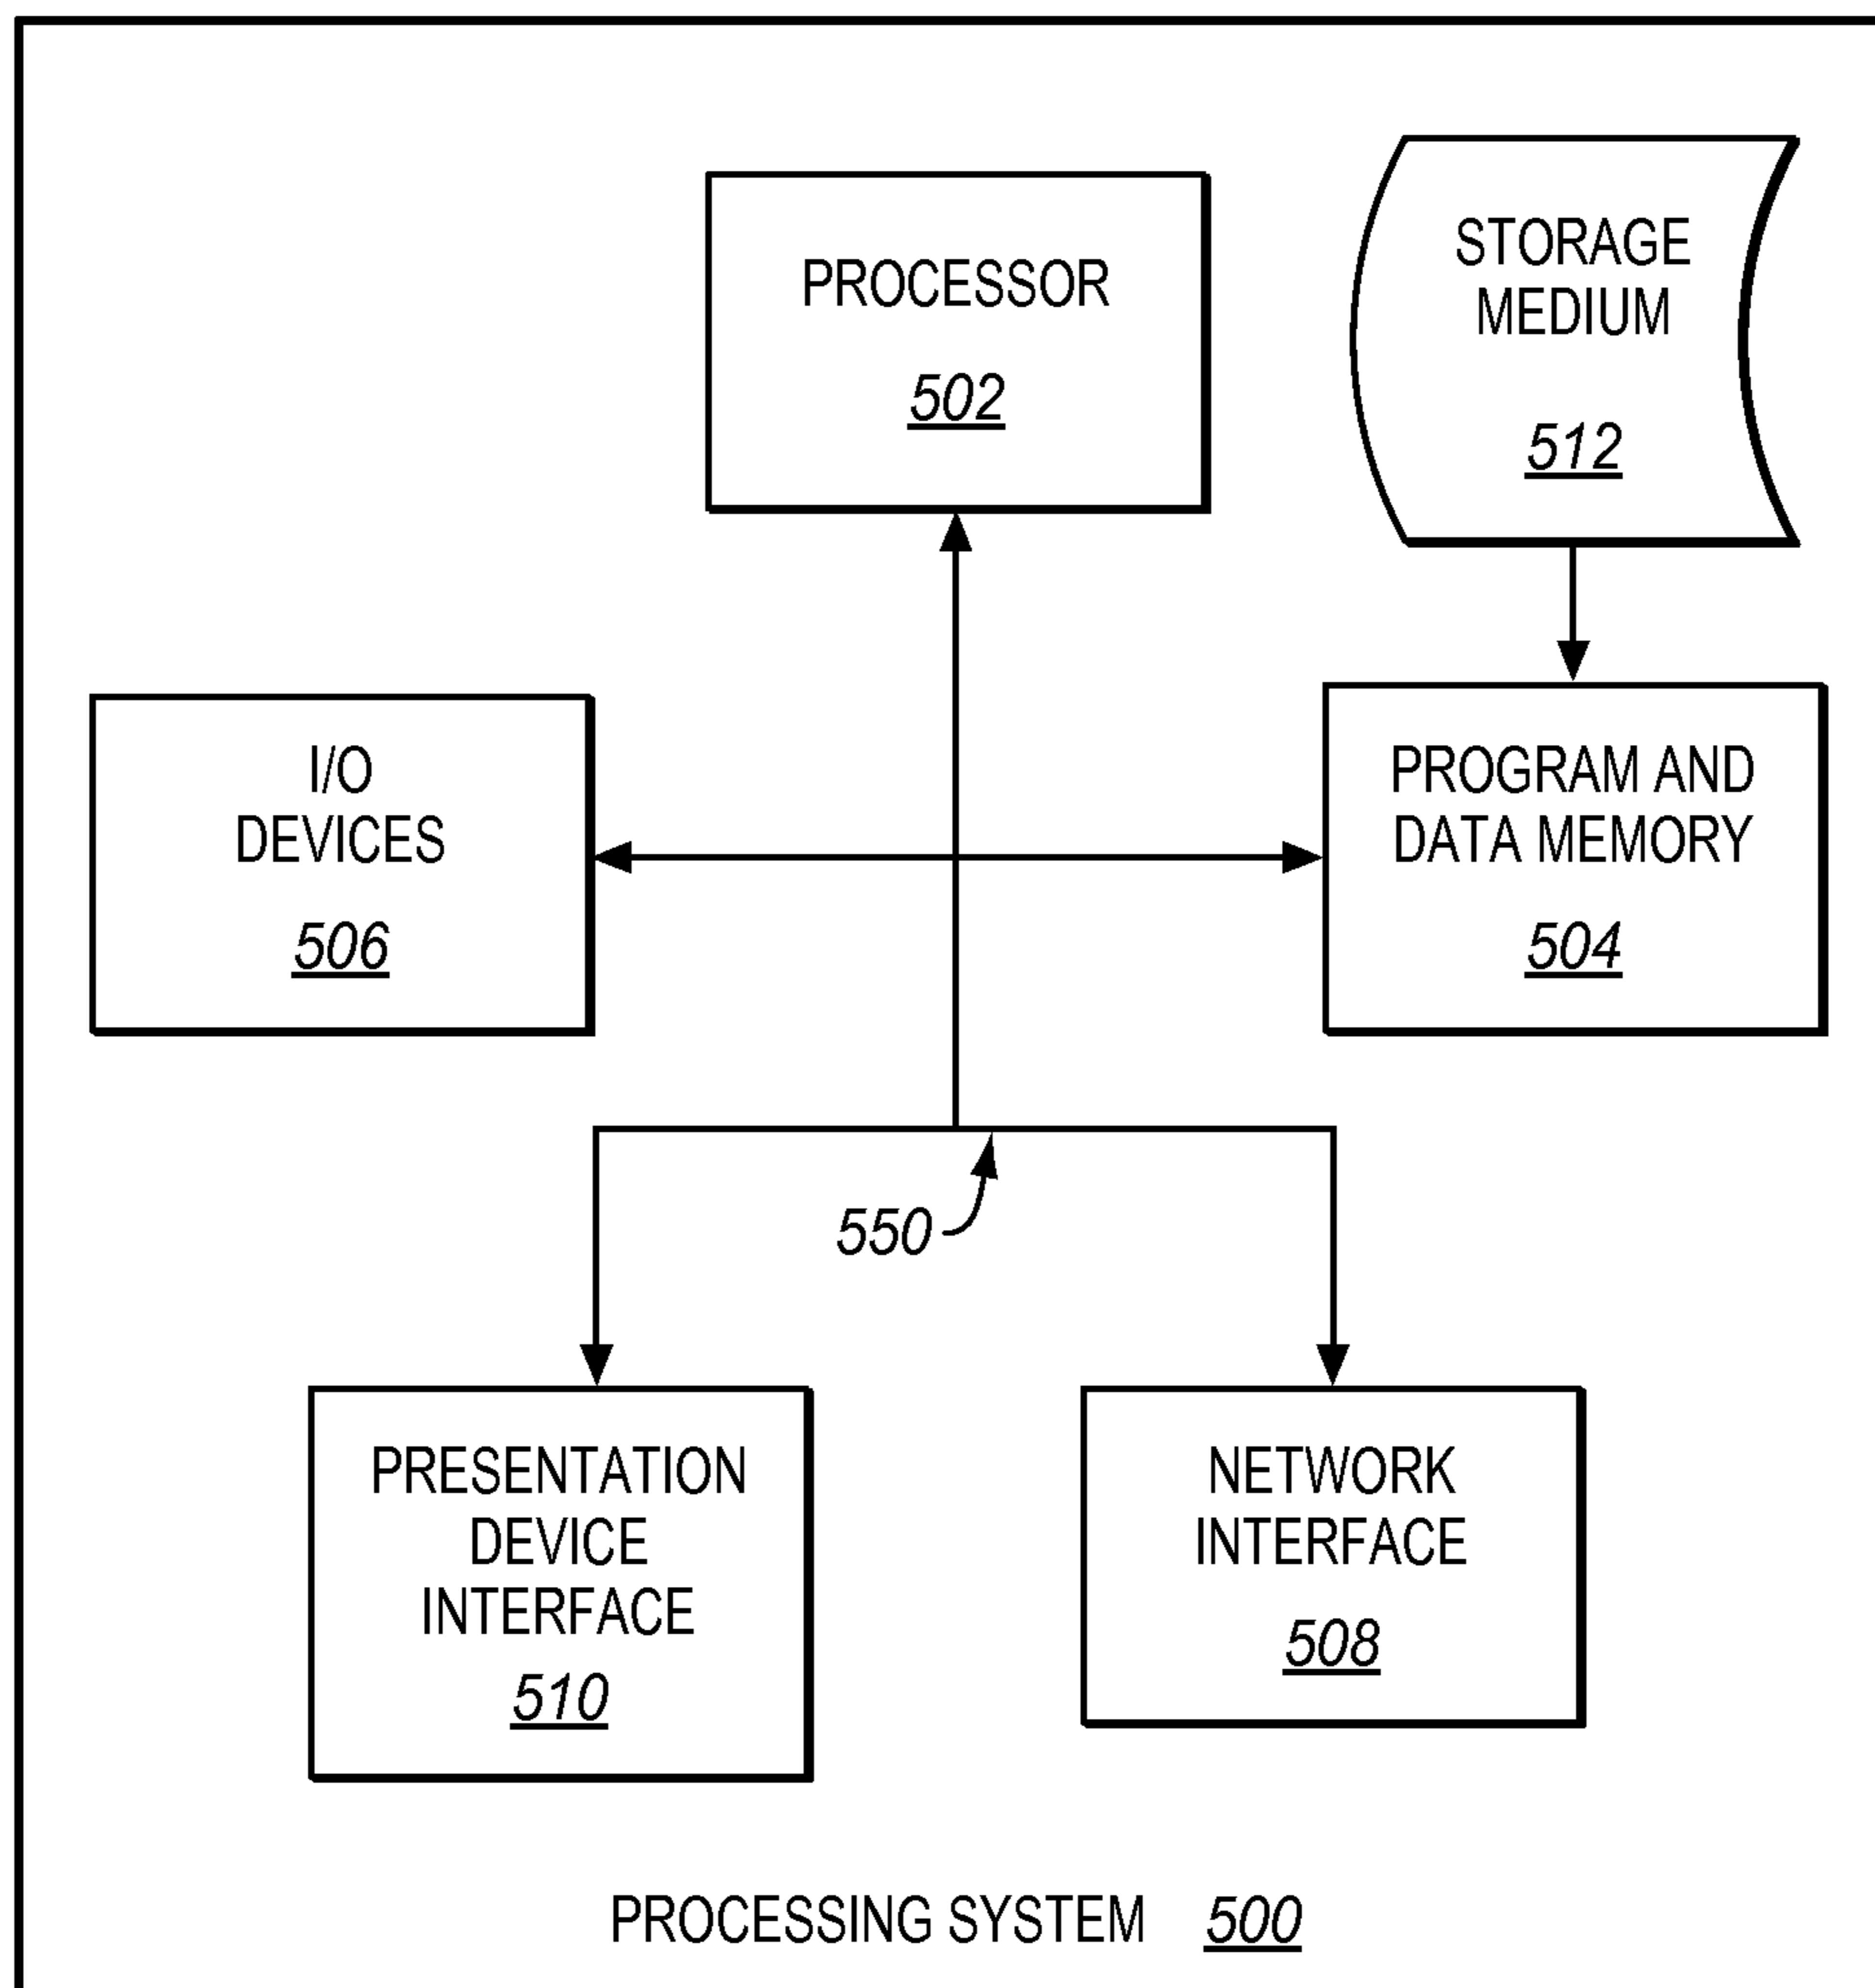 PROCESSOR
502
STORAGE
MEDIUM
512
I/O
DEVICES
506
PROGRAM AND
DATA MEMORY
504
550
PRESENTATION
DEVICE
INTERFACE
510
NETWORK
INTERFACE
508
PROCESSING SYSTEM 500